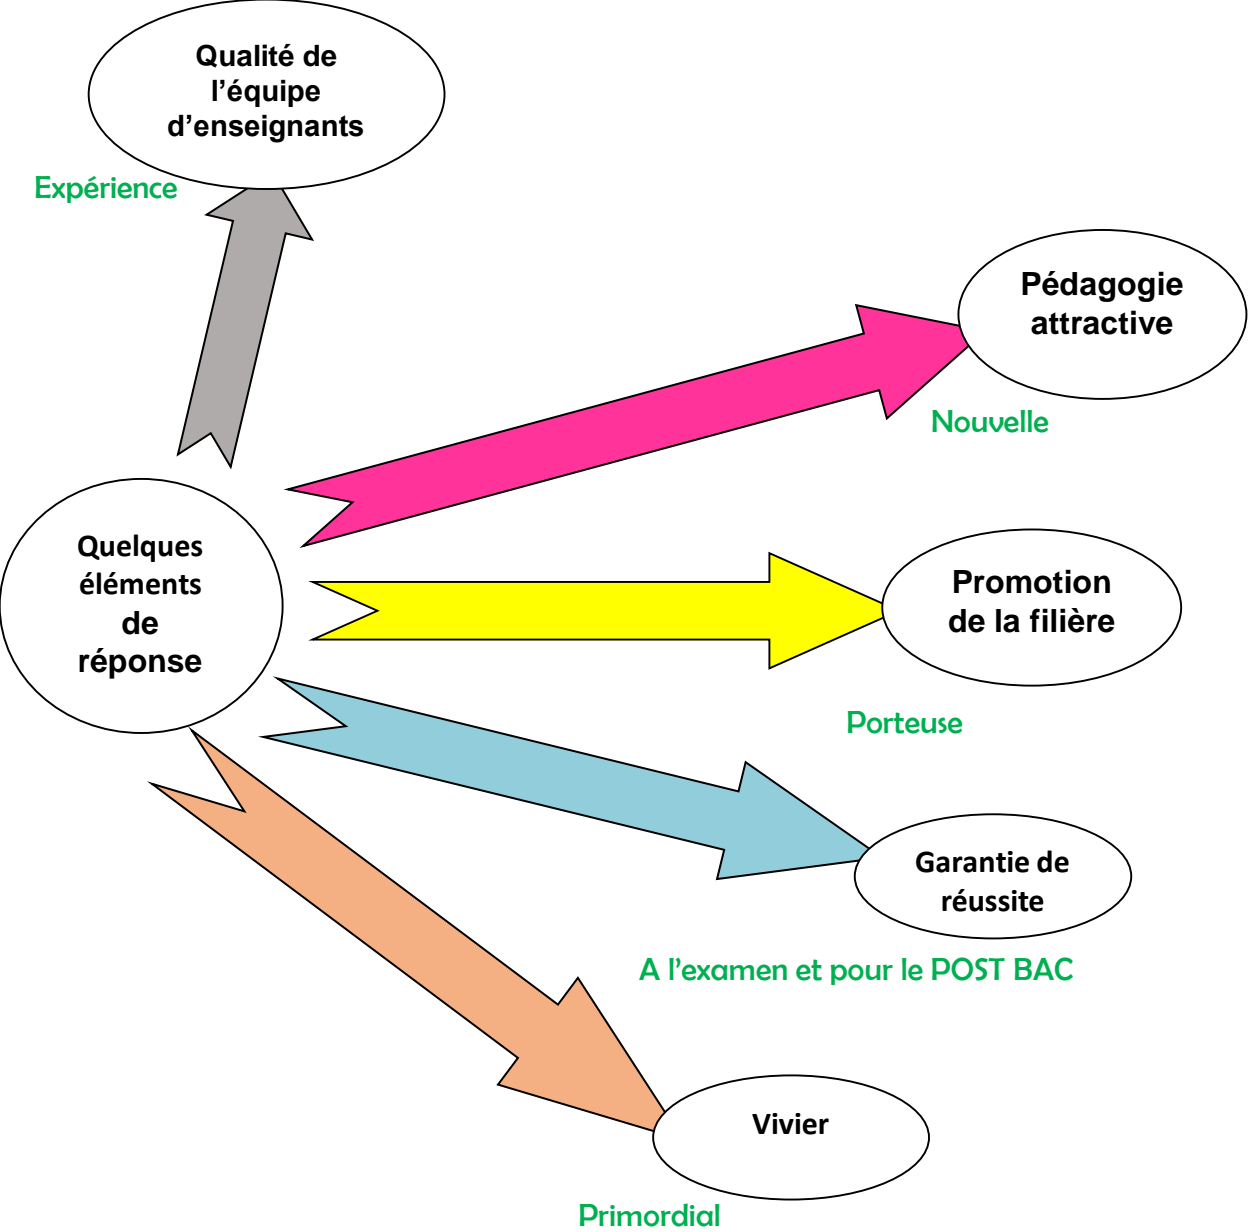 Qualité de
l’équipe
d’enseignants
Expérience
Pédagogie
attractive
Nouvelle
Quelques
éléments
de
réponse
Promotion
de la filière
Porteuse
Garantie de
réussite
A l’examen et pour le POST BAC
Vivier
Primordial